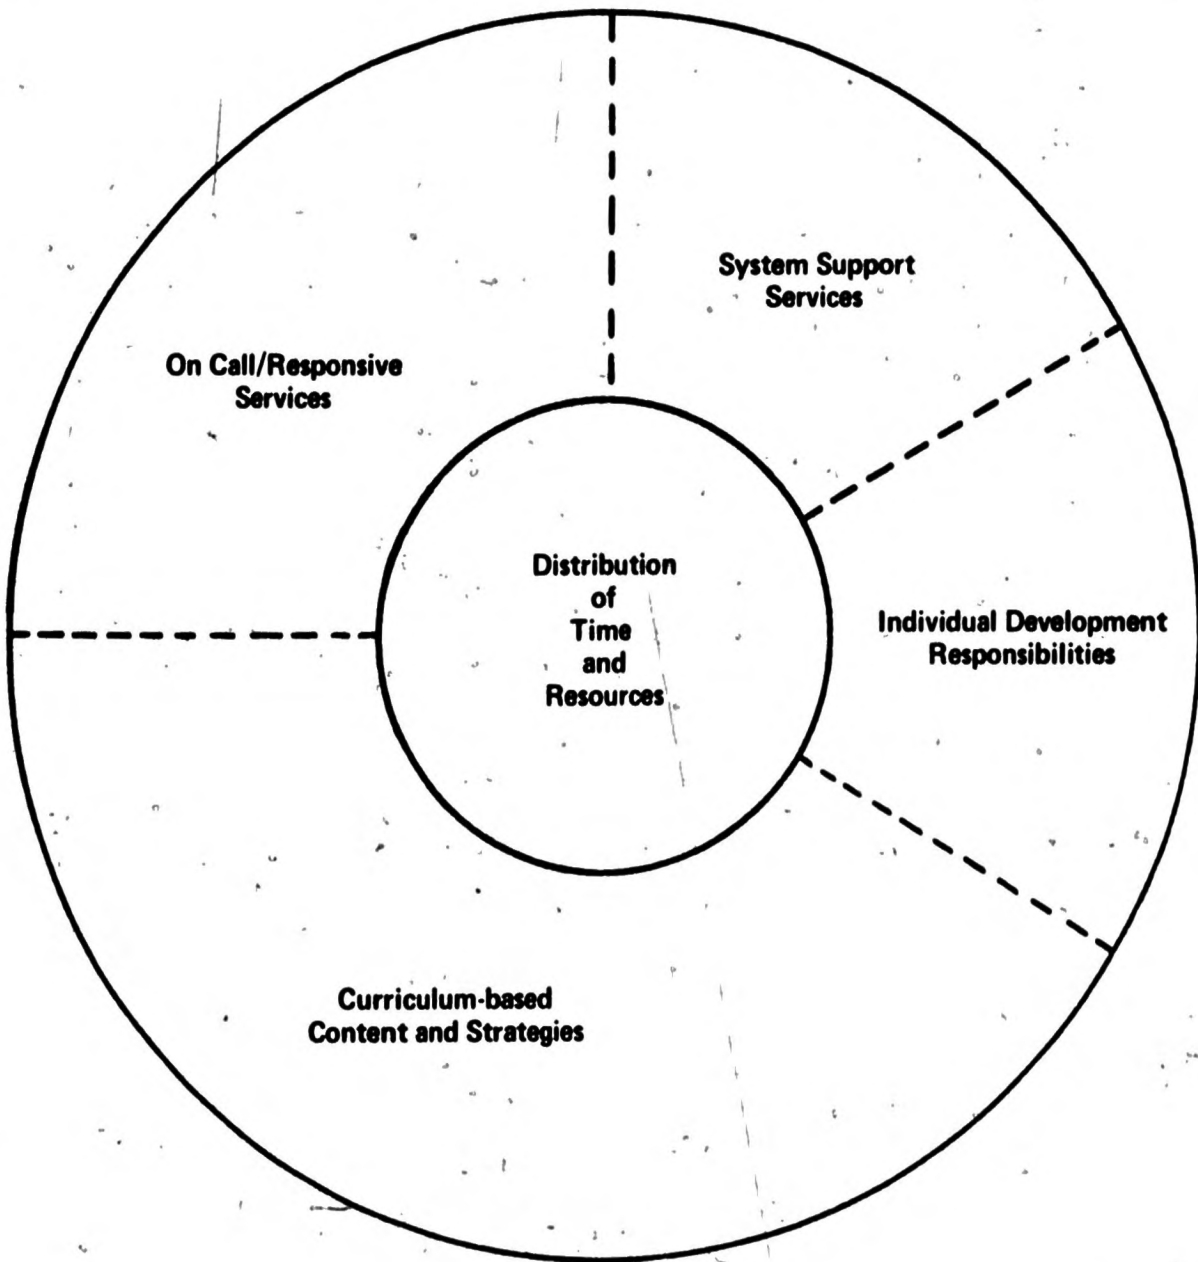 System Support
Services
On Call/Responsive
Services
Distribution
of
Time
and
Resources
Individual Development
Responsibilities
Curriculum-based
Content and Strategies